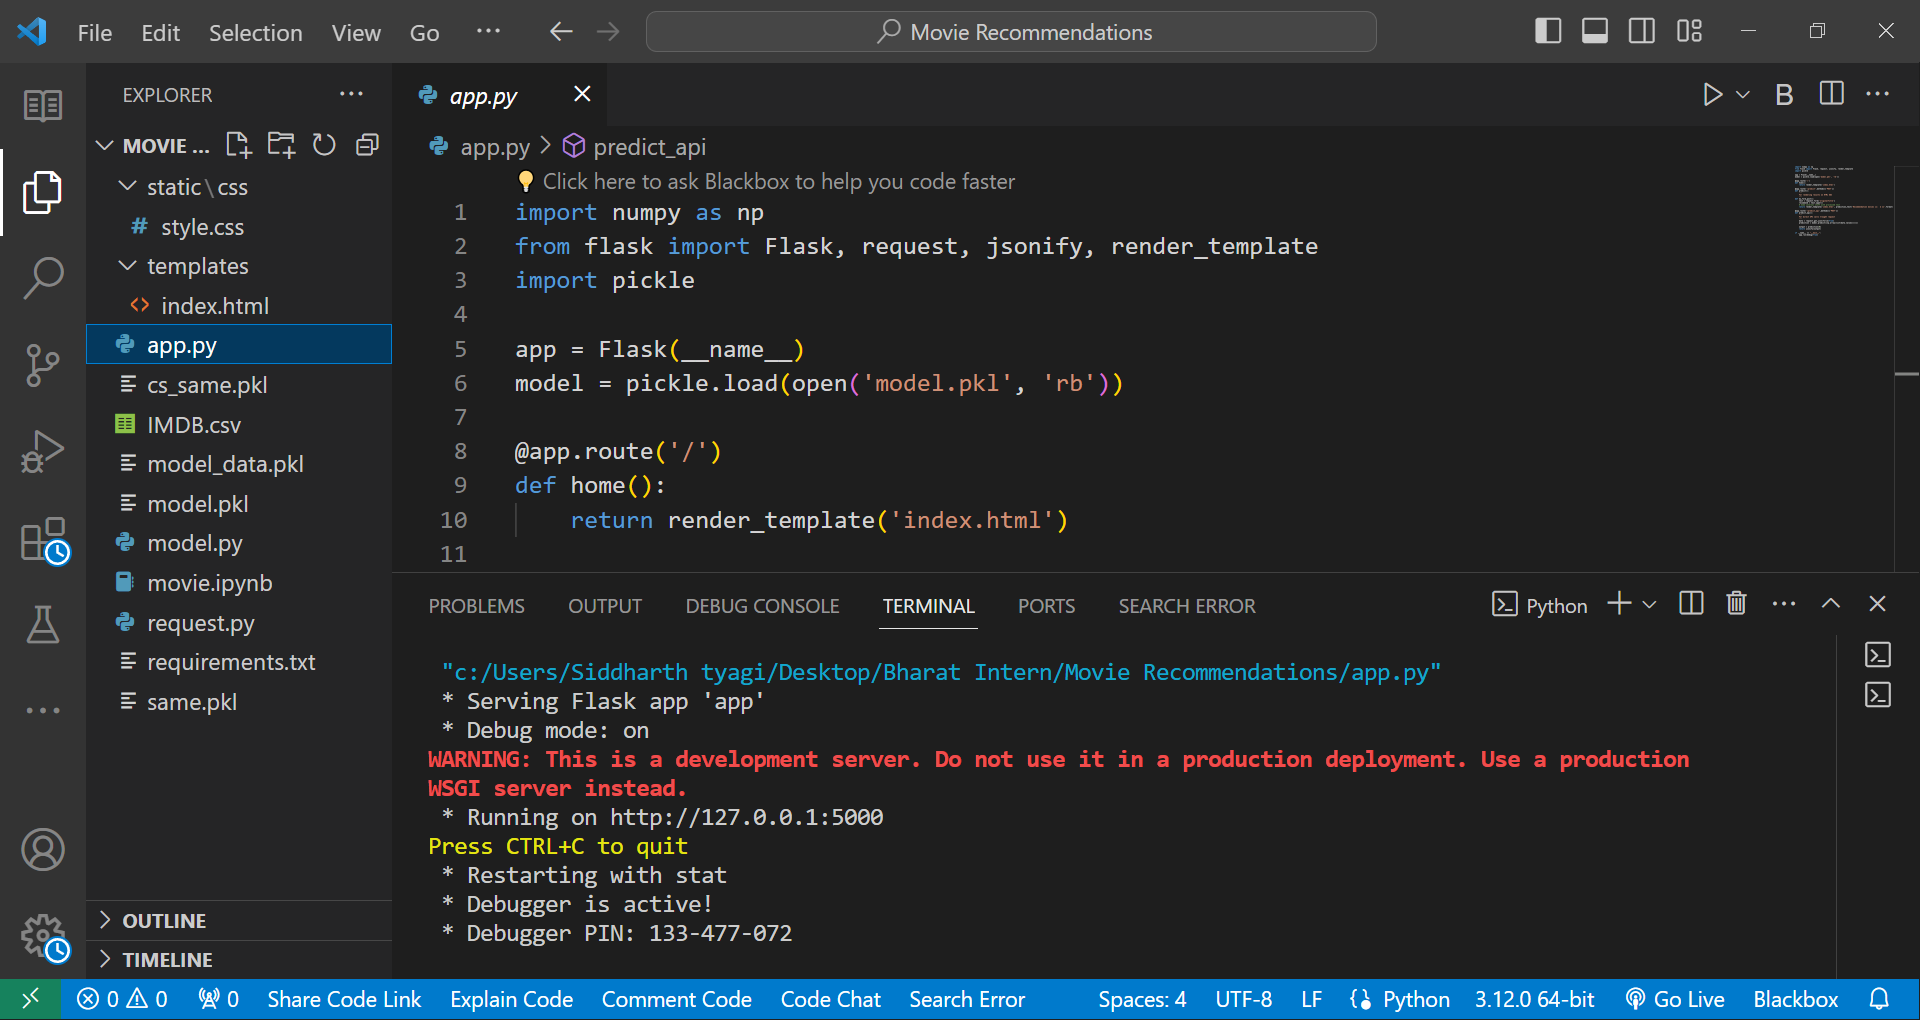 File Edit Selection View Go ··· Movie Recommendations
EXPLORER
MOVIE ...
static\css
# style.css
templates
<> index.html
app.py
cs_same.pkl
IMDB.csv
model_data.pkl
model.pkl
model.py
movie.ipynb
request.py
requirements.txt
same.pkl
OUTLINE
TIMELINE
app.py
B
app.py > predict_api
Click here to ask Blackbox to help you code faster
1 import numpy as np
2 from flask import Flask, request, jsonify, render_template
3 import pickle
4
5 app = Flask(__name__)
6 model = pickle.load(open('model.pkl', 'rb'))
7
8 @app.route('/')
9 def home():
10 return render_template('index.html')
11
PROBLEMS OUTPUT DEBUG CONSOLE TERMINAL PORTS SEARCH ERROR Python
"c:/Users/Siddharth tyagi/Desktop/Bharat Intern/Movie Recommendations/app.py"
* Serving Flask app 'app'
* Debug mode: on
WARNING: This is a development server. Do not use it in a production deployment. Use a production
WSGI server instead.
* Running on http://127.0.0.1:5000
Press CTRL+C to quit
* Restarting with stat
* Debugger is active!
* Debugger PIN: 133-477-072
0 0 0 Share Code Link Explain Code Comment Code Code Chat Search Error Spaces: 4 UTF-8 LF Python 3.12.0 64-bit Go Live Blackbox